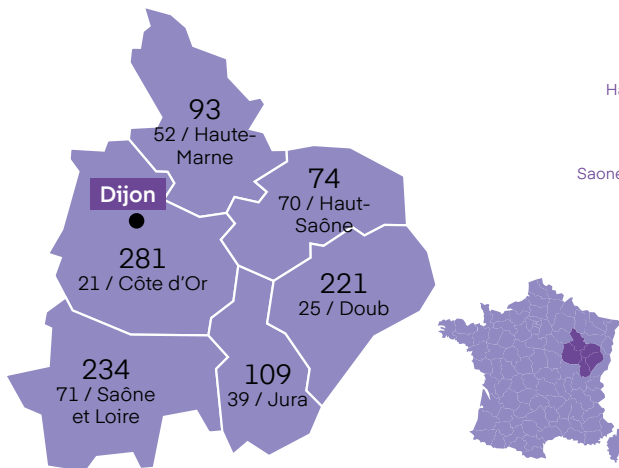 93
52 / Haute-
Marne
74
70 / Haut-
Saône
Dijon
281
21 / Côte d'Or
221
25 / Doub
234
71 / Saône
et Loire
109
39 / Jura
Ha
Saone